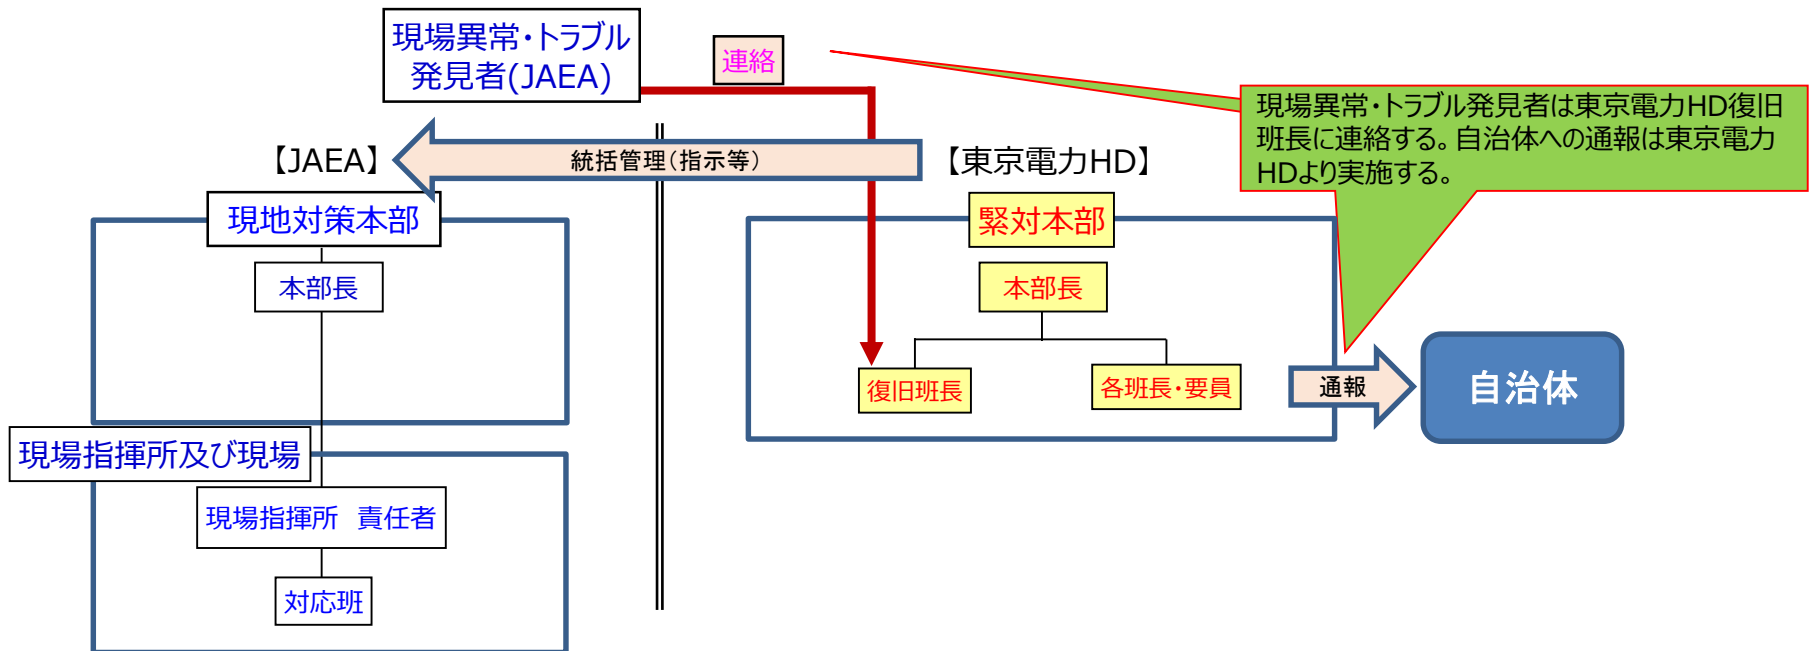 現場異常・トラブル
発見者(JAEA)
連絡
現場異常・トラブル発見者は東京電力HD復旧
班長に連絡する。自治体への通報は東京電力
HDより実施する。
【JAEA】
統括管理(指示等)
【東京電力HD】
現地対策本部
本部長
緊対本部
本部長
復旧班長
各班長・要員
通報
自治体
現場指揮所及び現場
現場指揮所　責任者
対応班